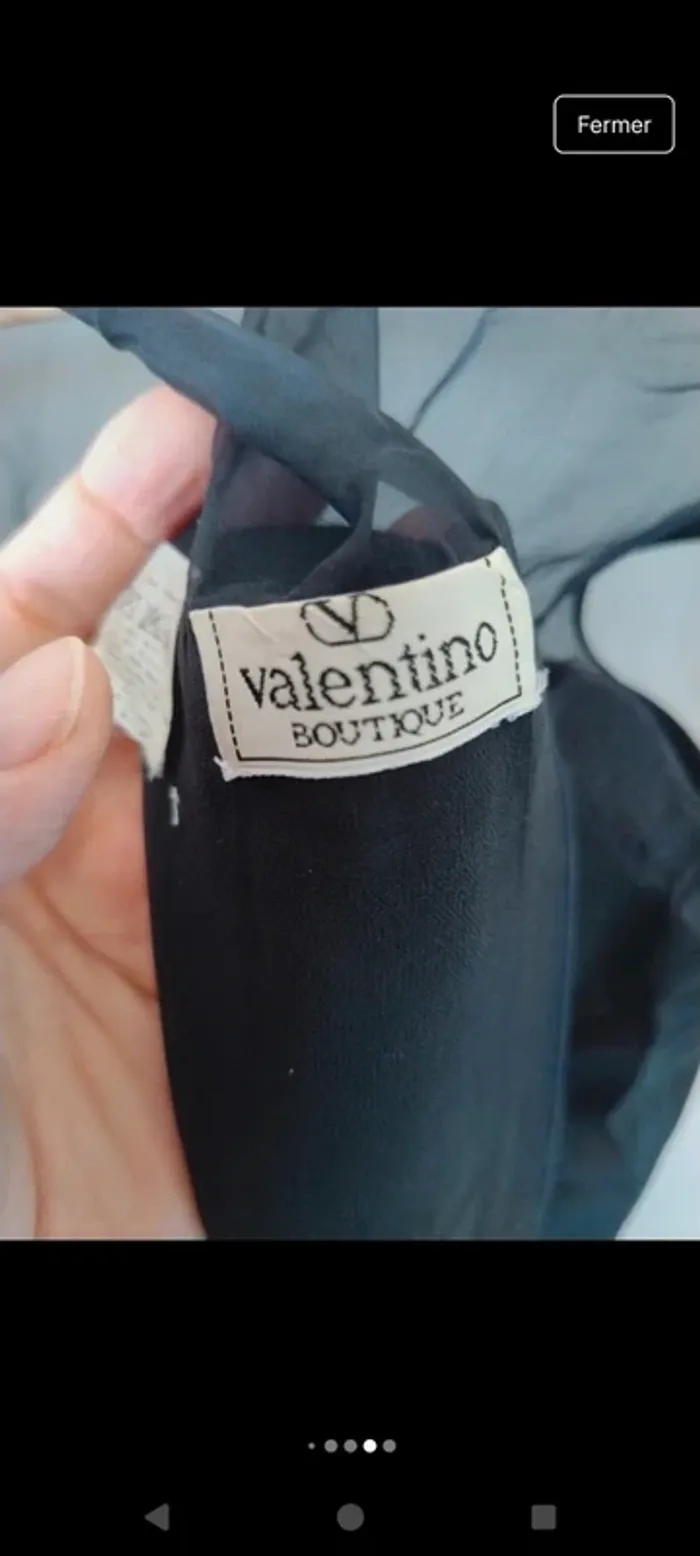 Fermer
V
valentino
BOUTIQUE